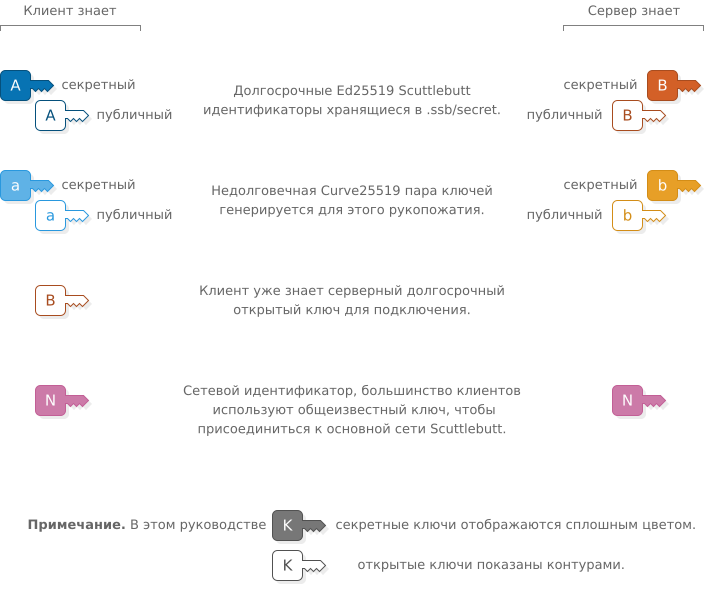 Клиент знает
Сервер знает
A секретный
A публичный
Долгосрочные Ed25519 Scuttlebutt
идентификаторы хранящиеся в .ssb/secret.
секретный B
публичный B
a секретный
a публичный
Недолговечная Curve25519 пара ключей
генерируется для этого рукопожатия.
секретный b
публичный b
B
Клиент уже знает серверный долгосрочный
открытый ключ для подключения.
N
Сетевой идентификатор, большинство клиентов
используют общеизвестный ключ, чтобы
присоединиться к основной сети Scuttlebutt.
N
Примечание. В этом руководстве K секретные ключи отображаются сплошным цветом.
K открытые ключи показаны контурами.